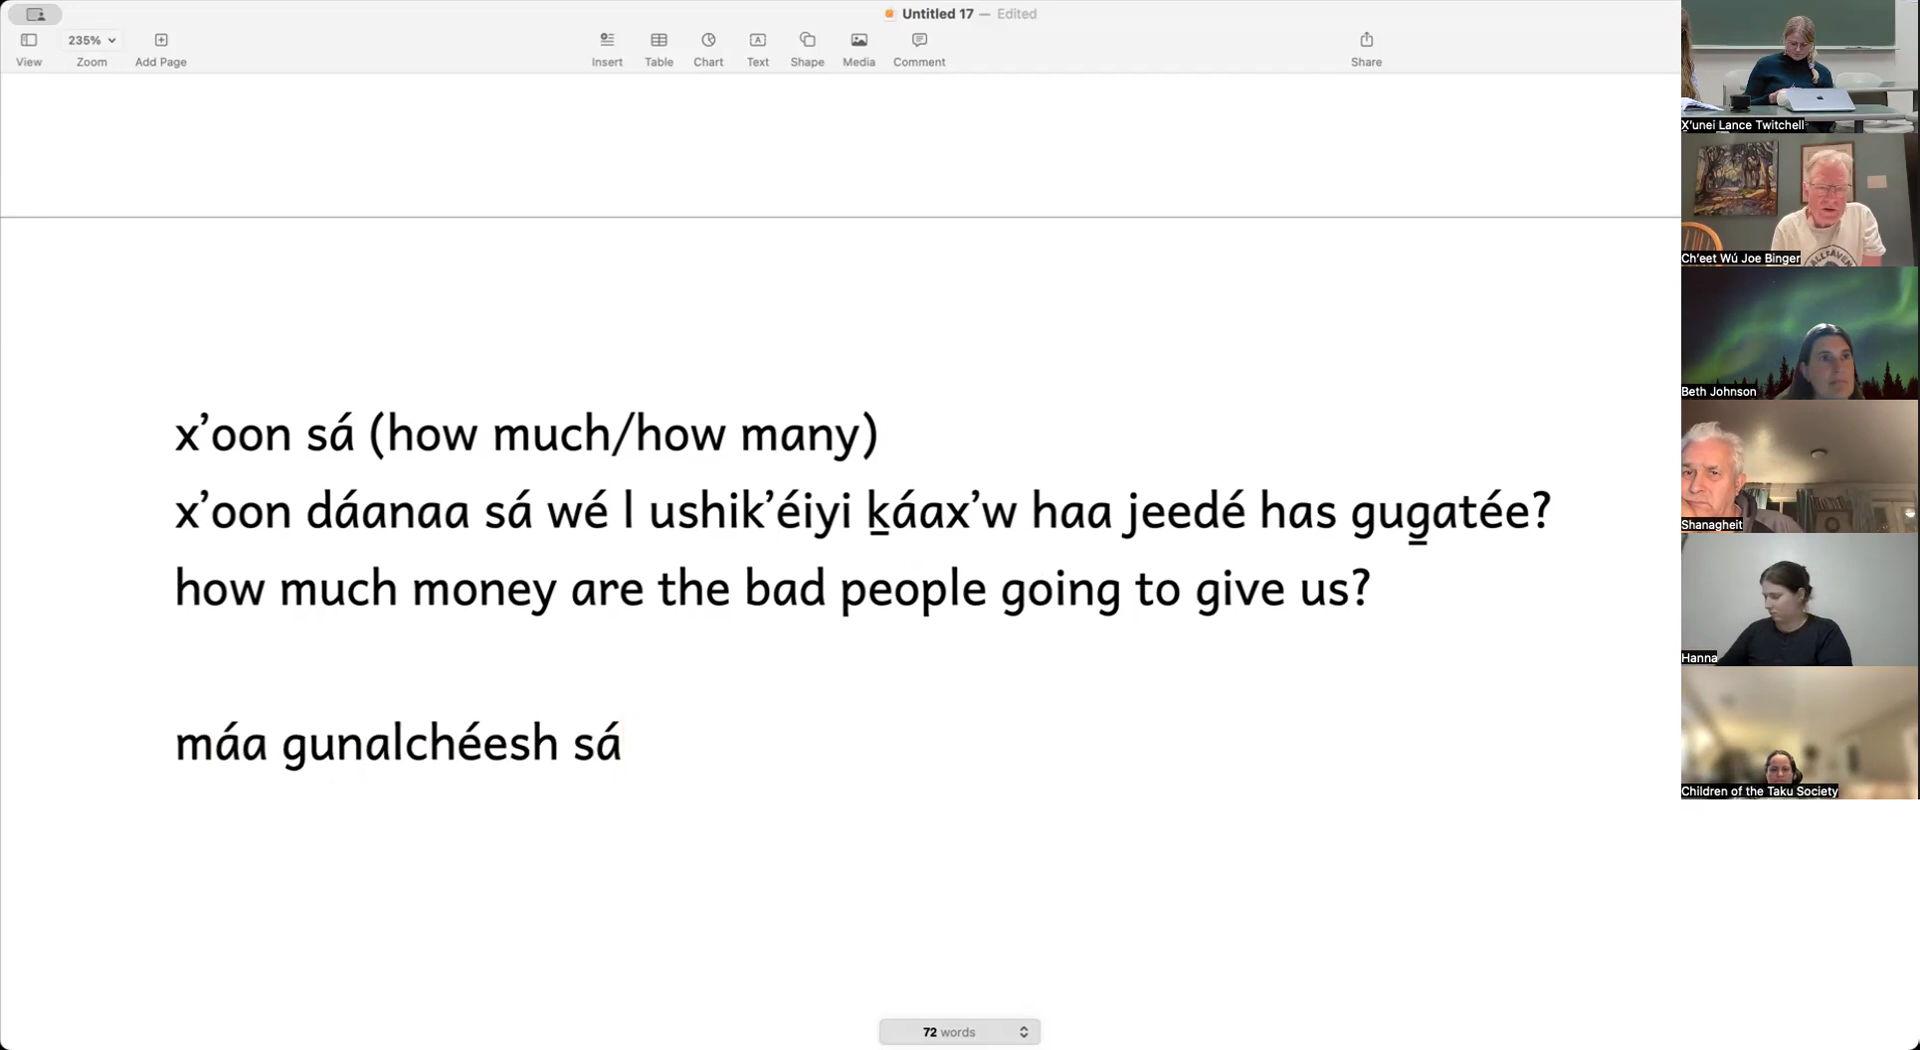 Untitled 17 — Edited
235%
View
Zoom
Add Page
Insert
Table
Chart
Text
Shape
Media
Comment
Share
x’oon sá (how much/how many)
x’oon dáanaa sá wé l ushik’éiyi ḵáax’w haa jeedé has gug̱atée?
how much money are the bad people going to give us?
máa gunalchéesh sá
72 words
X̱’unei Lance Twitchell
Ch’eet Wú Joe Binger
Beth Johnson
Shanagheit
Hanna
Children of the Taku Society